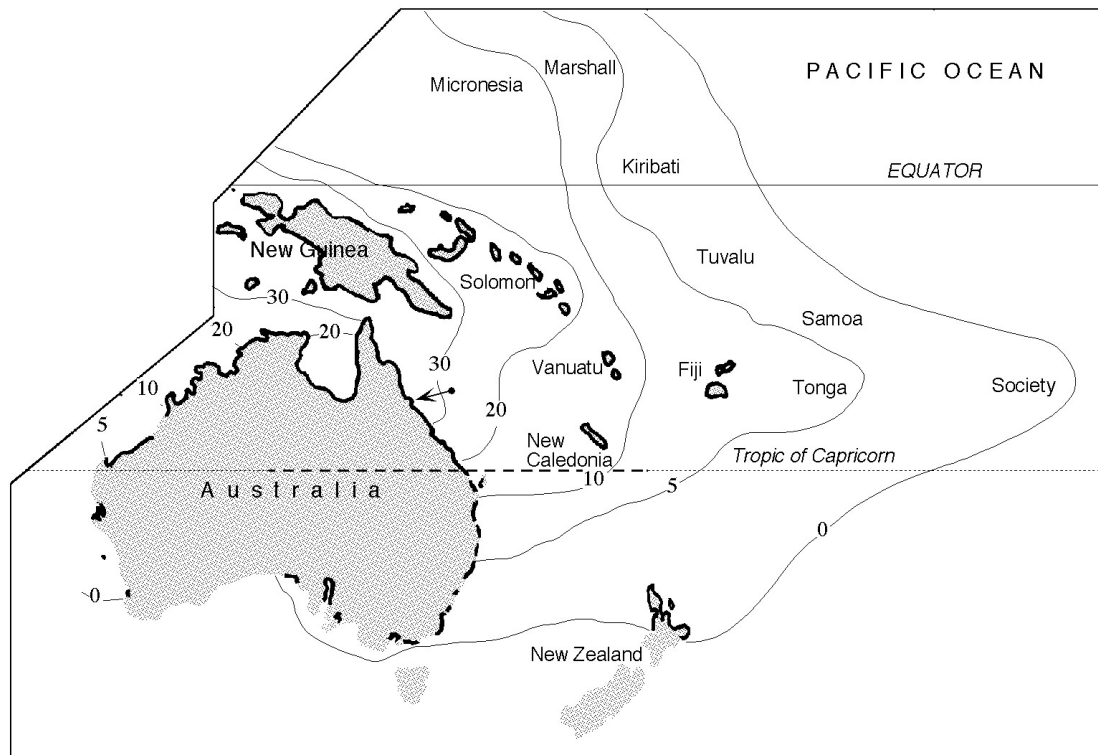 Marshall
PACIFIC OCEAN
Micronesia
Kiribati
EQUATOR
New Guinea
Tuvalu
Solomon
30
Samoa
20
20
30
Vanuatu
Fiji
10
Tonga
Society
20
5
New
Caledonia
Tropic of Capricorn
10
5
Australia
0
0
New Zealand